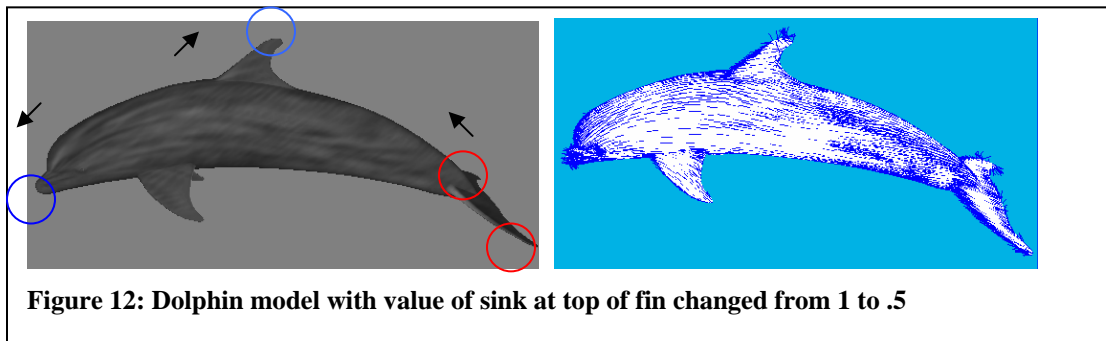 Figure 12: Dolphin model with value of sink at top of fin changed from 1 to .5